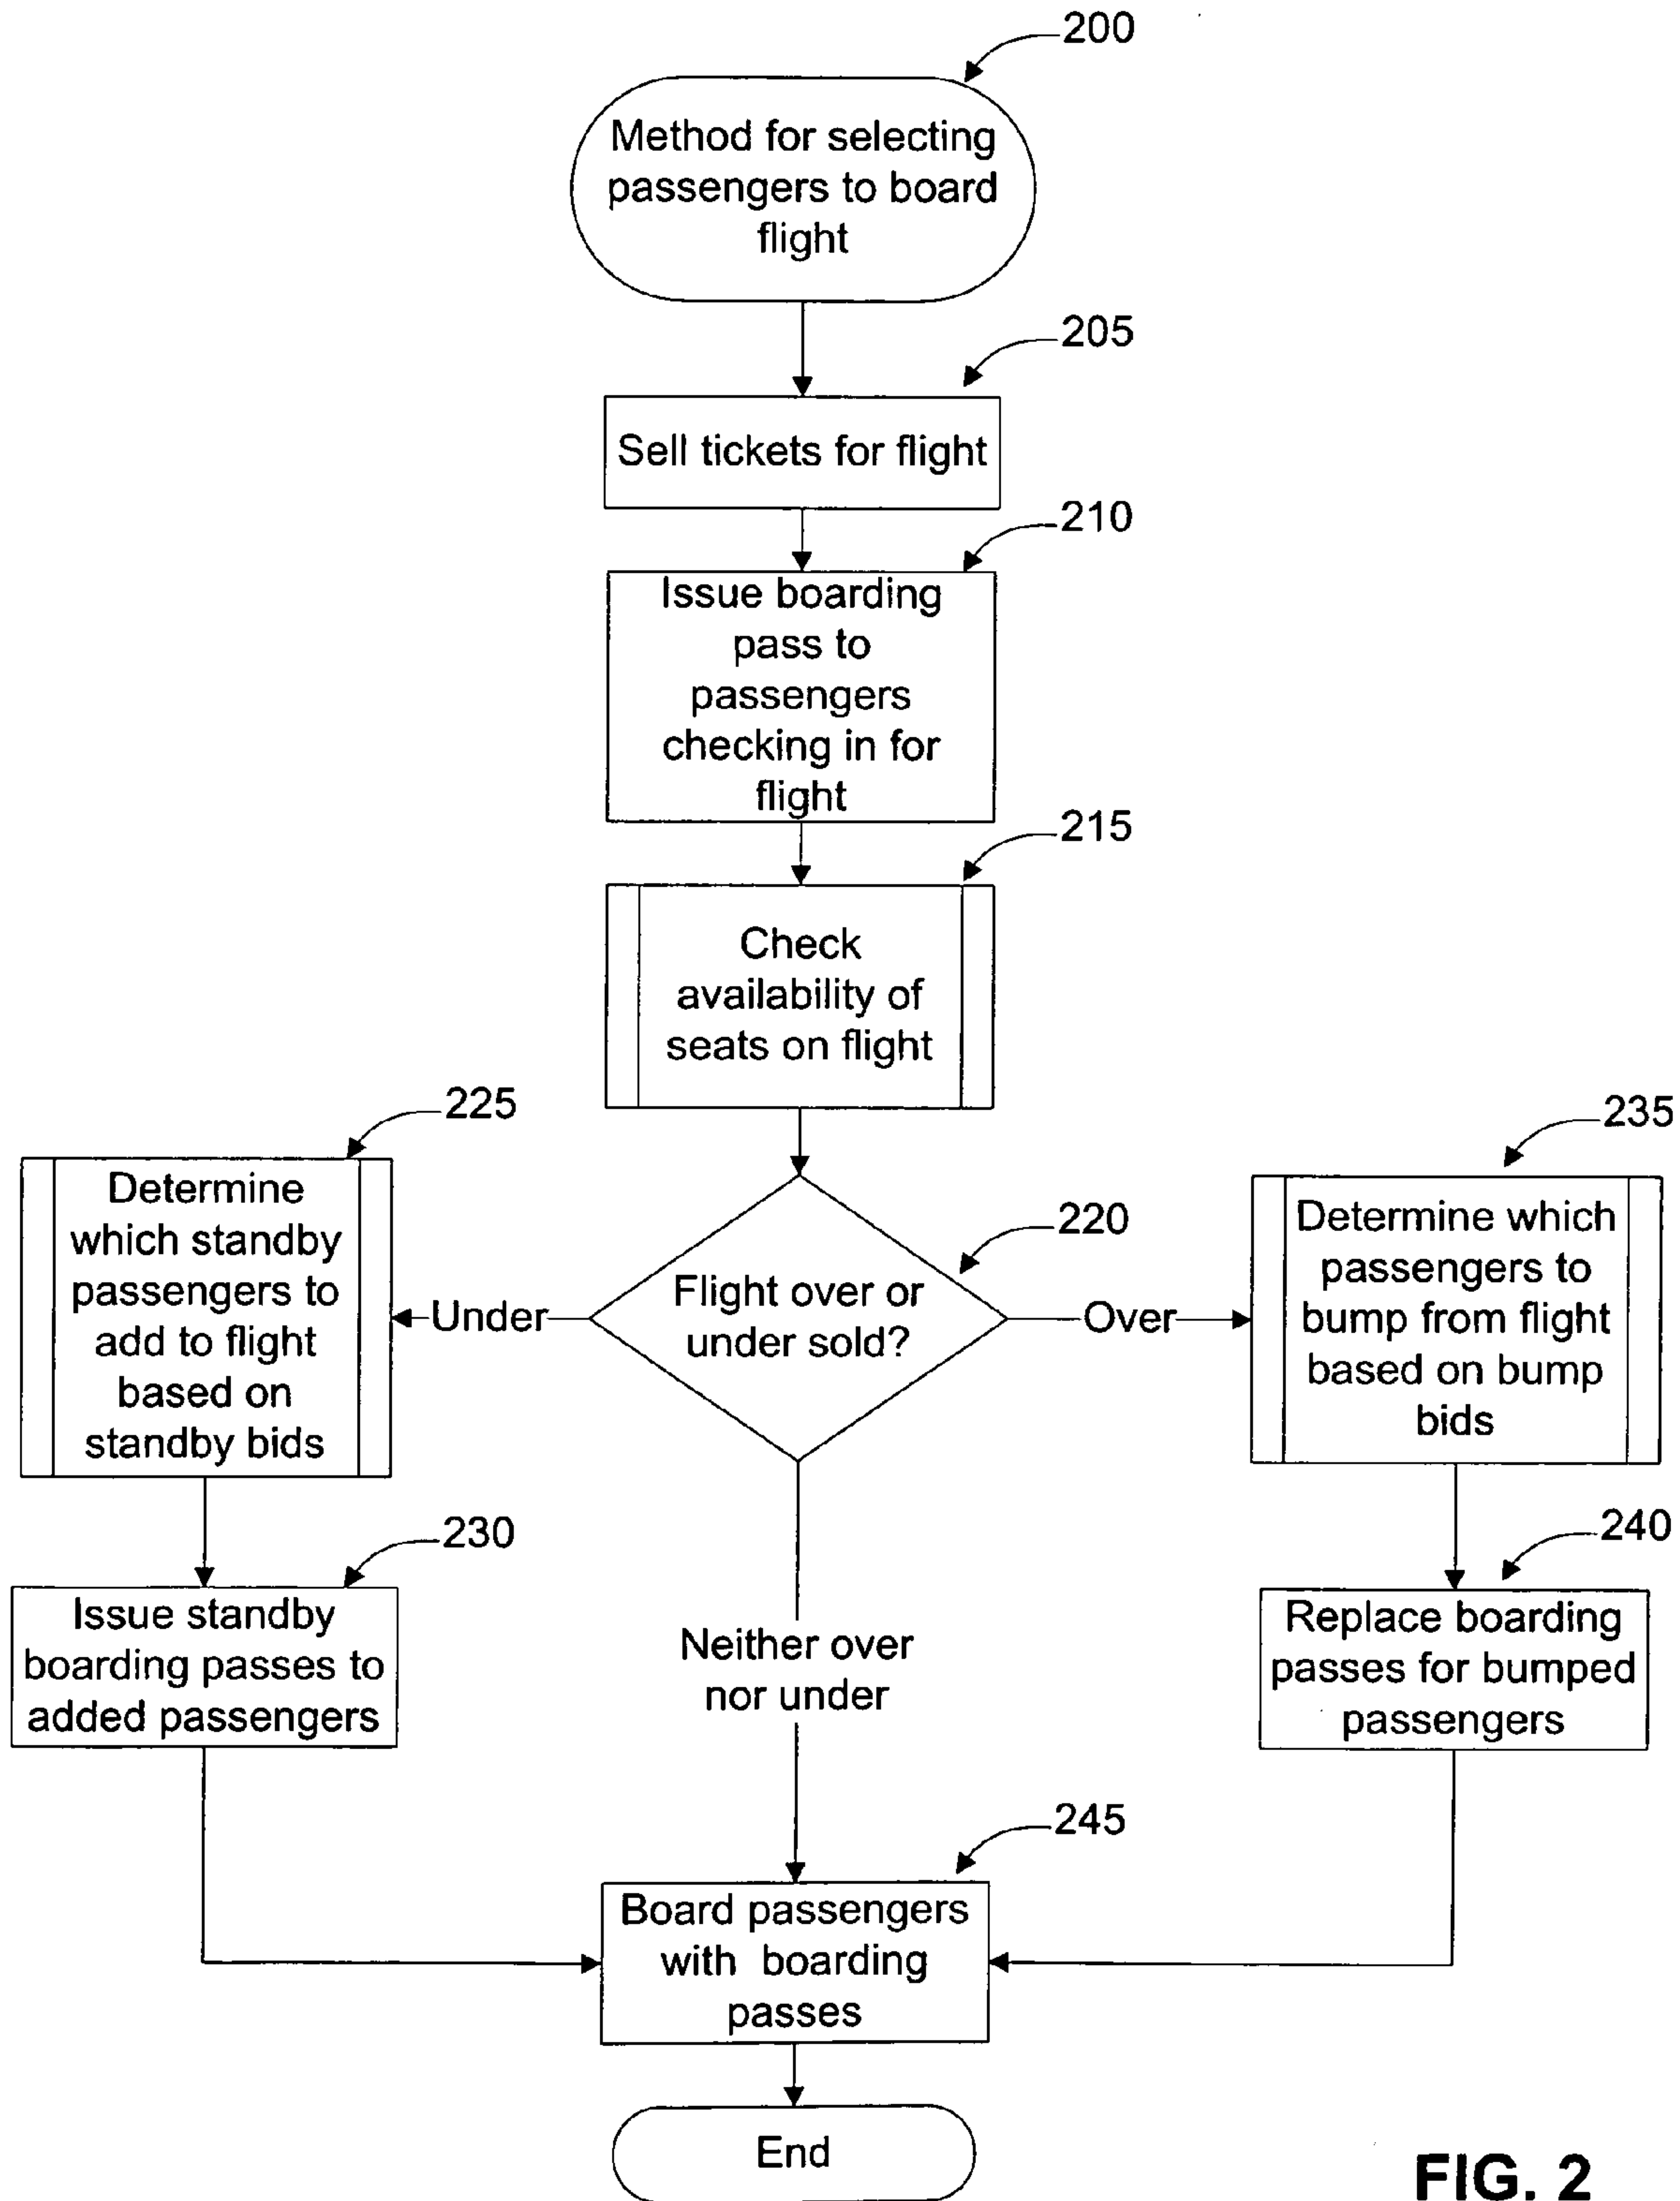 200
Method for selecting
passengers to board
flight
205
Sell tickets for flight
210
Issue boarding
pass to
passengers
checking in for
flight
215
Check
availability of
seats on flight
225
Determine
which standby
passengers to
add to flight
based on
standby bids
Under
220
Flight over or
under sold?
Over
235
Determine which
passengers to
bump from flight
based on bump
bids
230
Issue standby
boarding passes to
added passengers
Neither over
nor under
240
Replace boarding
passes for bumped
passengers
245
Board passengers
with boarding
passes
End
FIG. 2